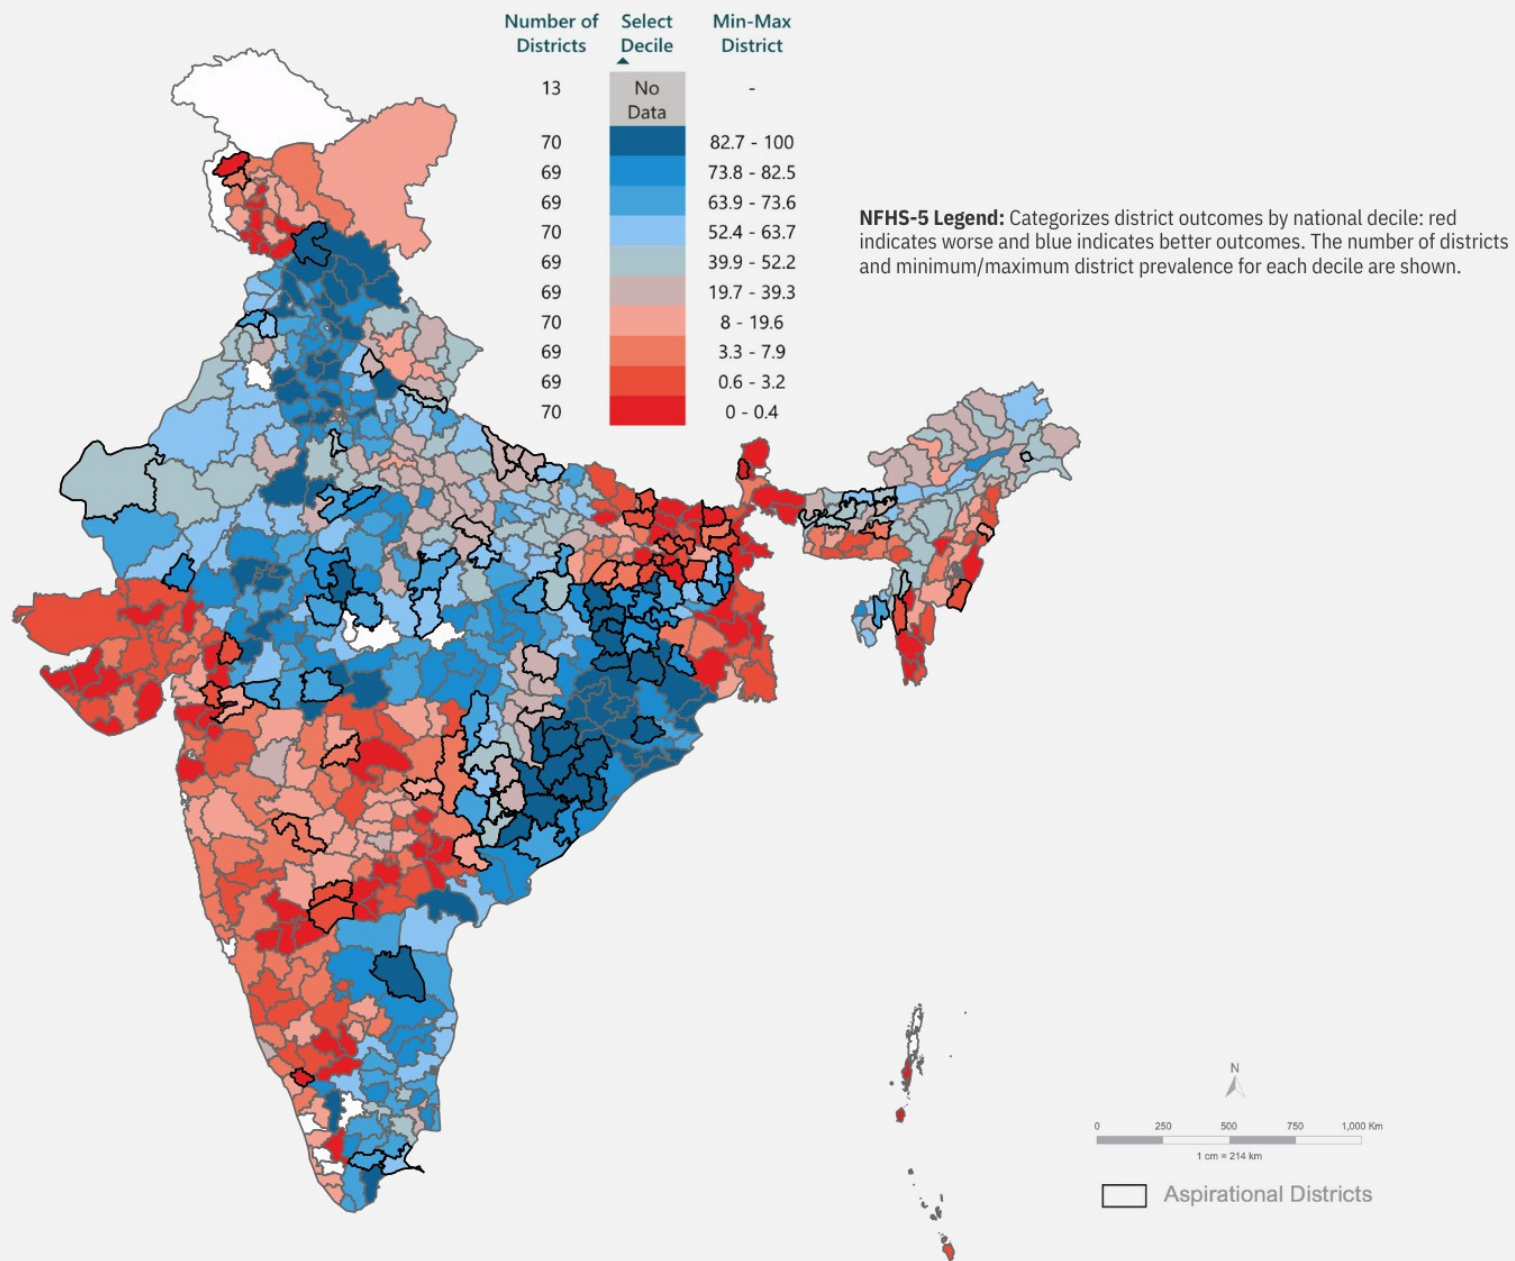 Number of Districts Select Decile Min-Max District
13 No Data -
70 82.7 - 100
69 73.8 - 82.5
69 63.9 - 73.6
70 52.4 - 63.7
69 39.9 - 52.2
69 19.7 - 39.3
70 8 - 19.6
69 3.3 - 7.9
69 0.6 - 3.2
70 0 - 0.4
NFHS-5 Legend: Categorizes district outcomes by national decile: red
indicates worse and blue indicates better outcomes. The number of districts
and minimum/maximum district prevalence for each decile are shown.
N
0 250 500 750 1,000 Km
1 cm = 214 km
Aspirational Districts